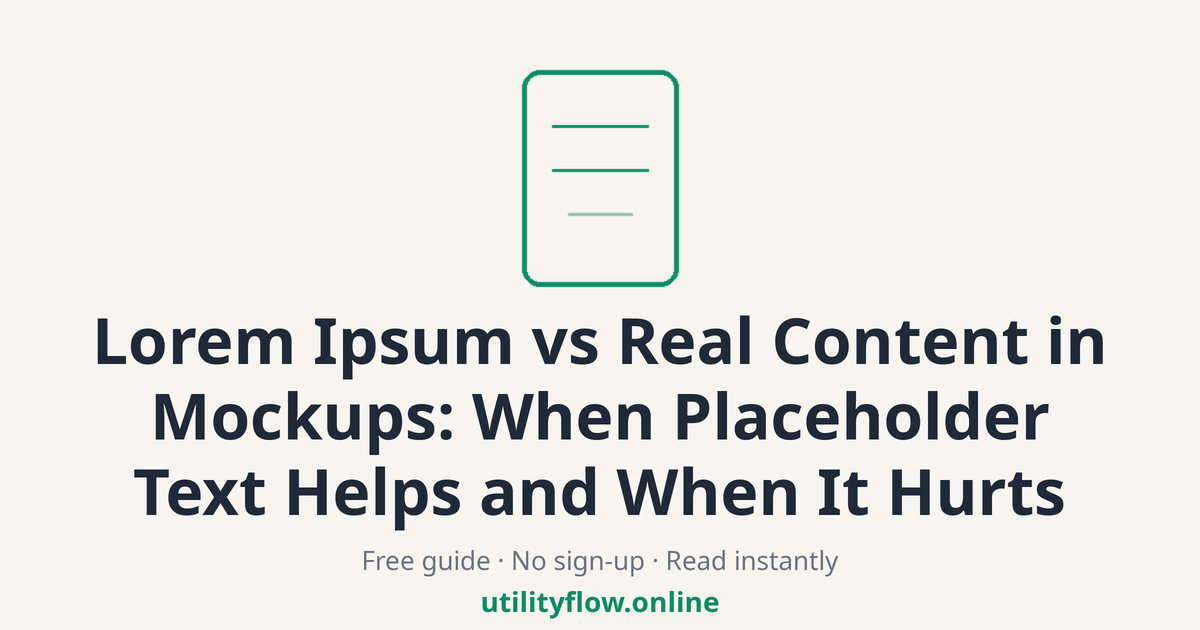 Lorem Ipsum vs Real Content in
Mockups: When Placeholder
Text Helps and When It Hurts
Free guide · No sign-up · Read instantly
utilityflow.online